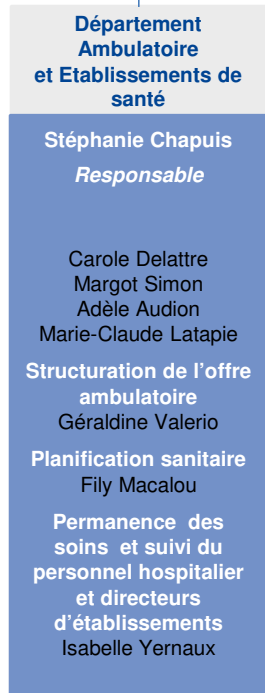 Département
Ambulatoire
et Etablissements de
santé
Stéphanie Chapuis
Responsable
Carole Delattre
Margot Simon
Adèle Audion
Marie-Claude Latapie
Structuration de l'offre
ambulatoire
Géraldine Valerio
Planification sanitaire
Fily Macalou
Permanence des
soins et suivi du
personnel hospitalier
et directeurs
d'établissements
Isabelle Yernaux